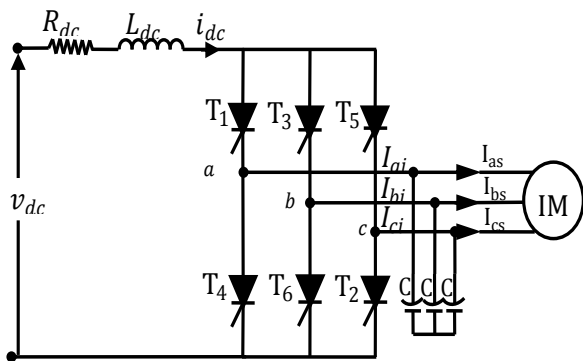 R_dc L_dc i_dc
T_1 T_3 T_5
a I_ai I_as
v_dc b I_bi I_bs IM
c I_ci I_cs
T_4 T_6 T_2 C C C